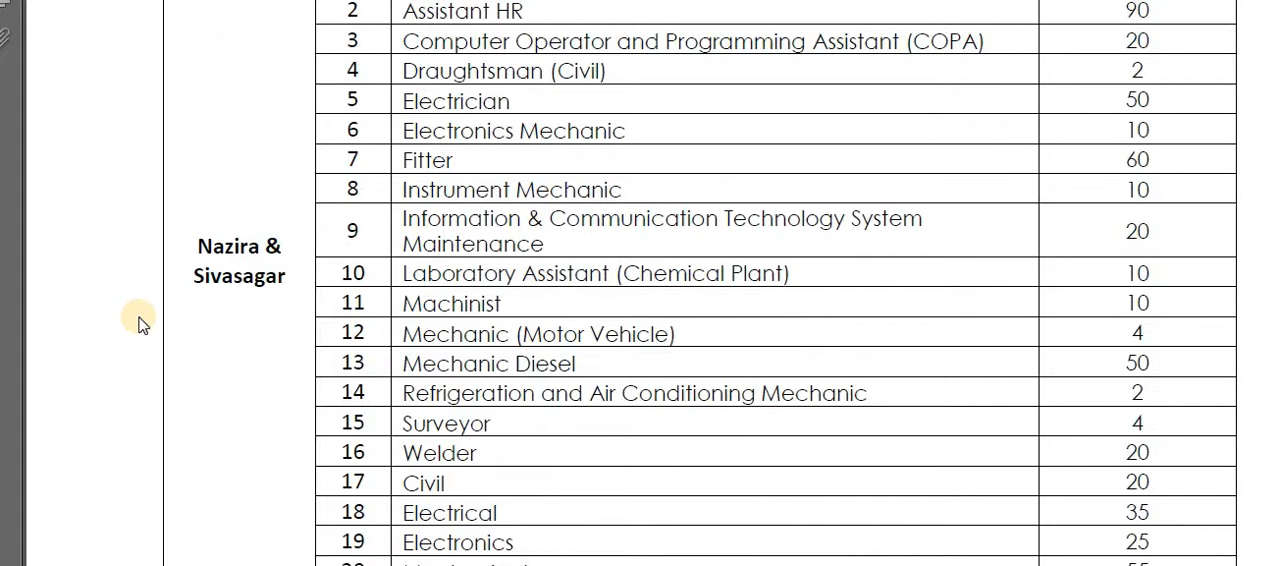 2 Assistant HR 90
3 Computer Operator and Programming Assistant (COPA) 20
4 Draughtsman (Civil) 2
5 Electrician 50
6 Electronics Mechanic 10
7 Fitter 60
8 Instrument Mechanic 10
9 Information & Communication Technology System
Maintenance 20
Nazira &
Sivasagar
10 Laboratory Assistant (Chemical Plant) 10
11 Machinist 10
12 Mechanic (Motor Vehicle) 4
13 Mechanic Diesel 50
14 Refrigeration and Air Conditioning Mechanic 2
15 Surveyor 4
16 Welder 20
17 Civil 20
18 Electrical 35
19 Electronics 25